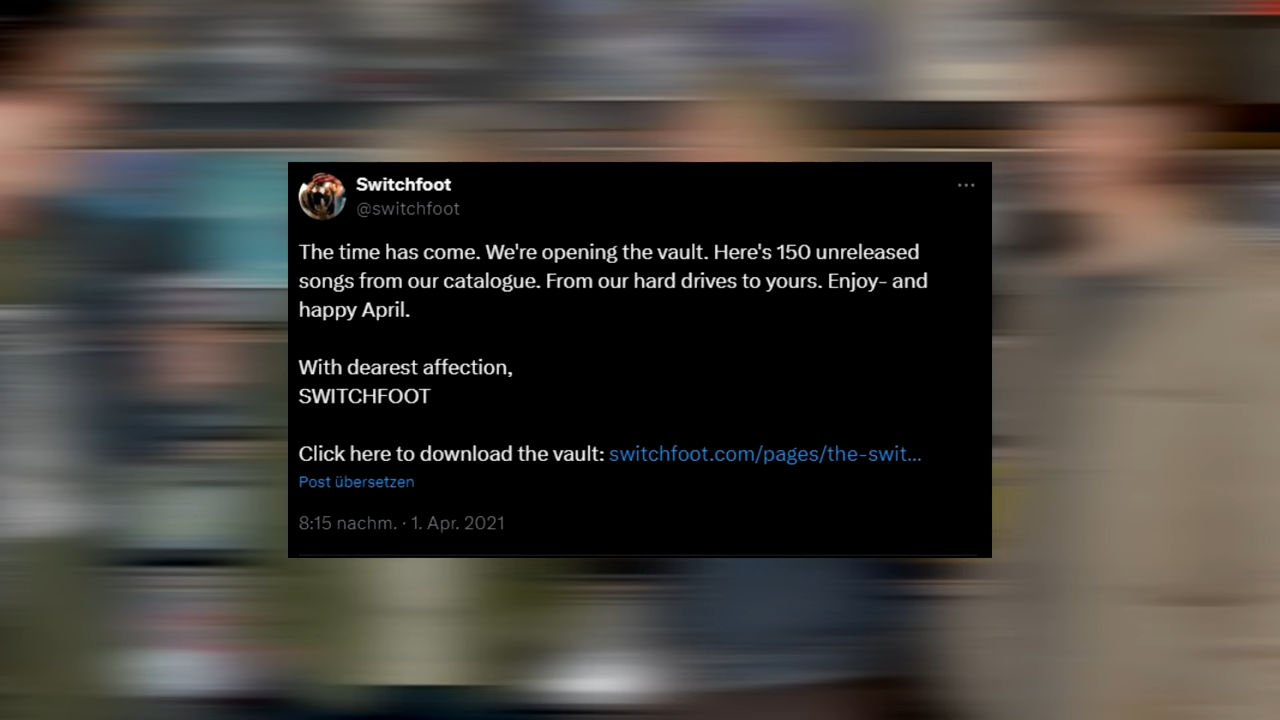 Switchfoot
@switchfoot
The time has come. We're opening the vault. Here's 150 unreleased
songs from our catalogue. From our hard drives to yours. Enjoy- and
happy April.
With dearest affection,
SWITCHFOOT
Click here to download the vault: switchfoot.com/pages/the-swit...
Post übersetzen
8:15 nachm. · 1. Apr. 2021